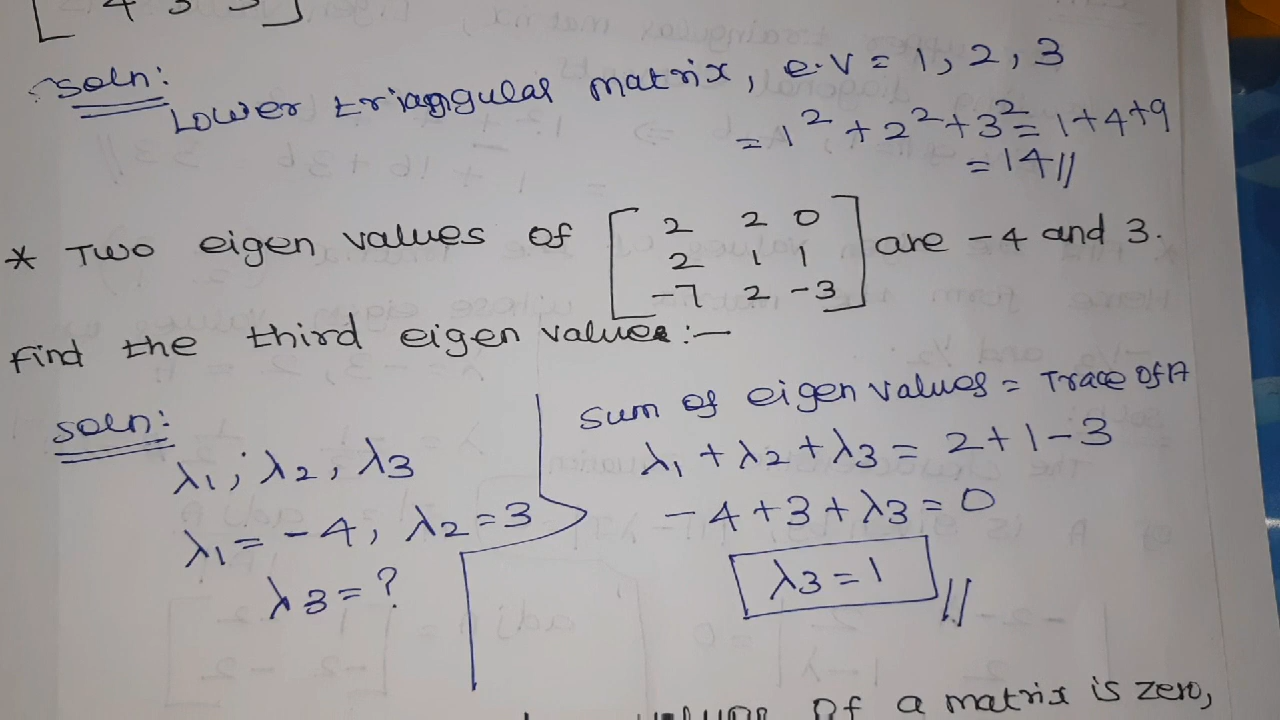 soln:
Lower triangular matrix, e.v = 1, 2, 3
= 1² + 2² + 3² = 1+4+9
= 14//
* Two eigen values of [ 2 2 0
2 1 1
-7 2 -3 ] are -4 and 3.
Find the third eigen values:-
soln:
λ1, λ2, λ3
λ1 = -4, λ2 = 3
λ3 = ?
sum of eigen values = Trace of A
λ1 + λ2 + λ3 = 2+1-3
-4+3+λ3 = 0
λ3 = 1 //
of a matrix is zero,